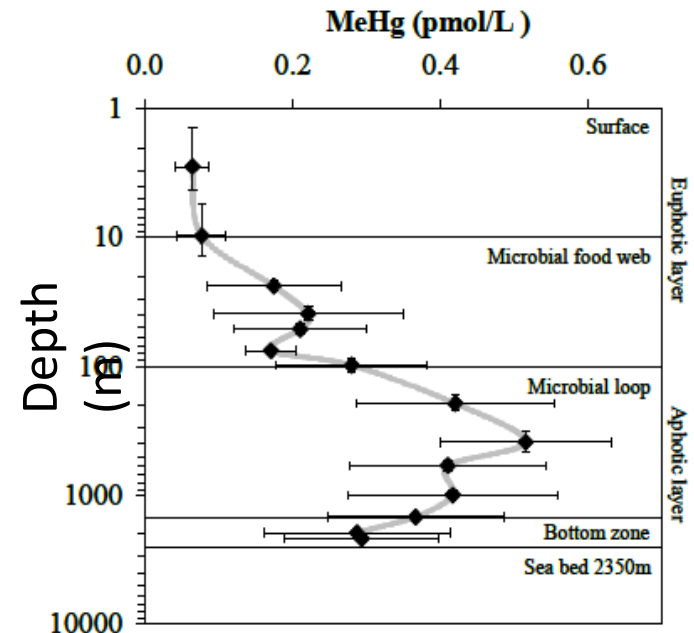 MeHg (pmol/L )
0.0 0.2 0.4 0.6
1
Surface
Euphotic layer
10
Microbial food web
Depth
(m)
100
Microbial loop
Aphotic layer
1000
Bottom zone
Sea bed 2350m
10000